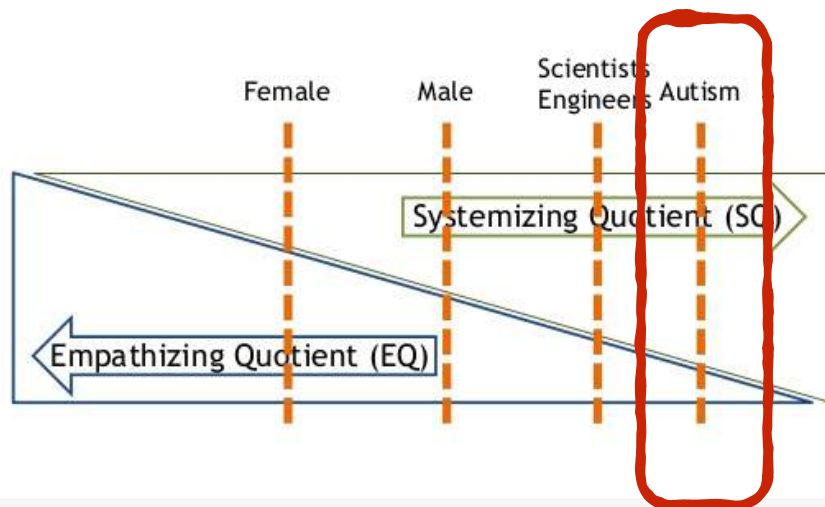 Female
Male
Scientists
Engineers
Autism
Systemizing Quotient (SQ)
Empathizing Quotient (EQ)